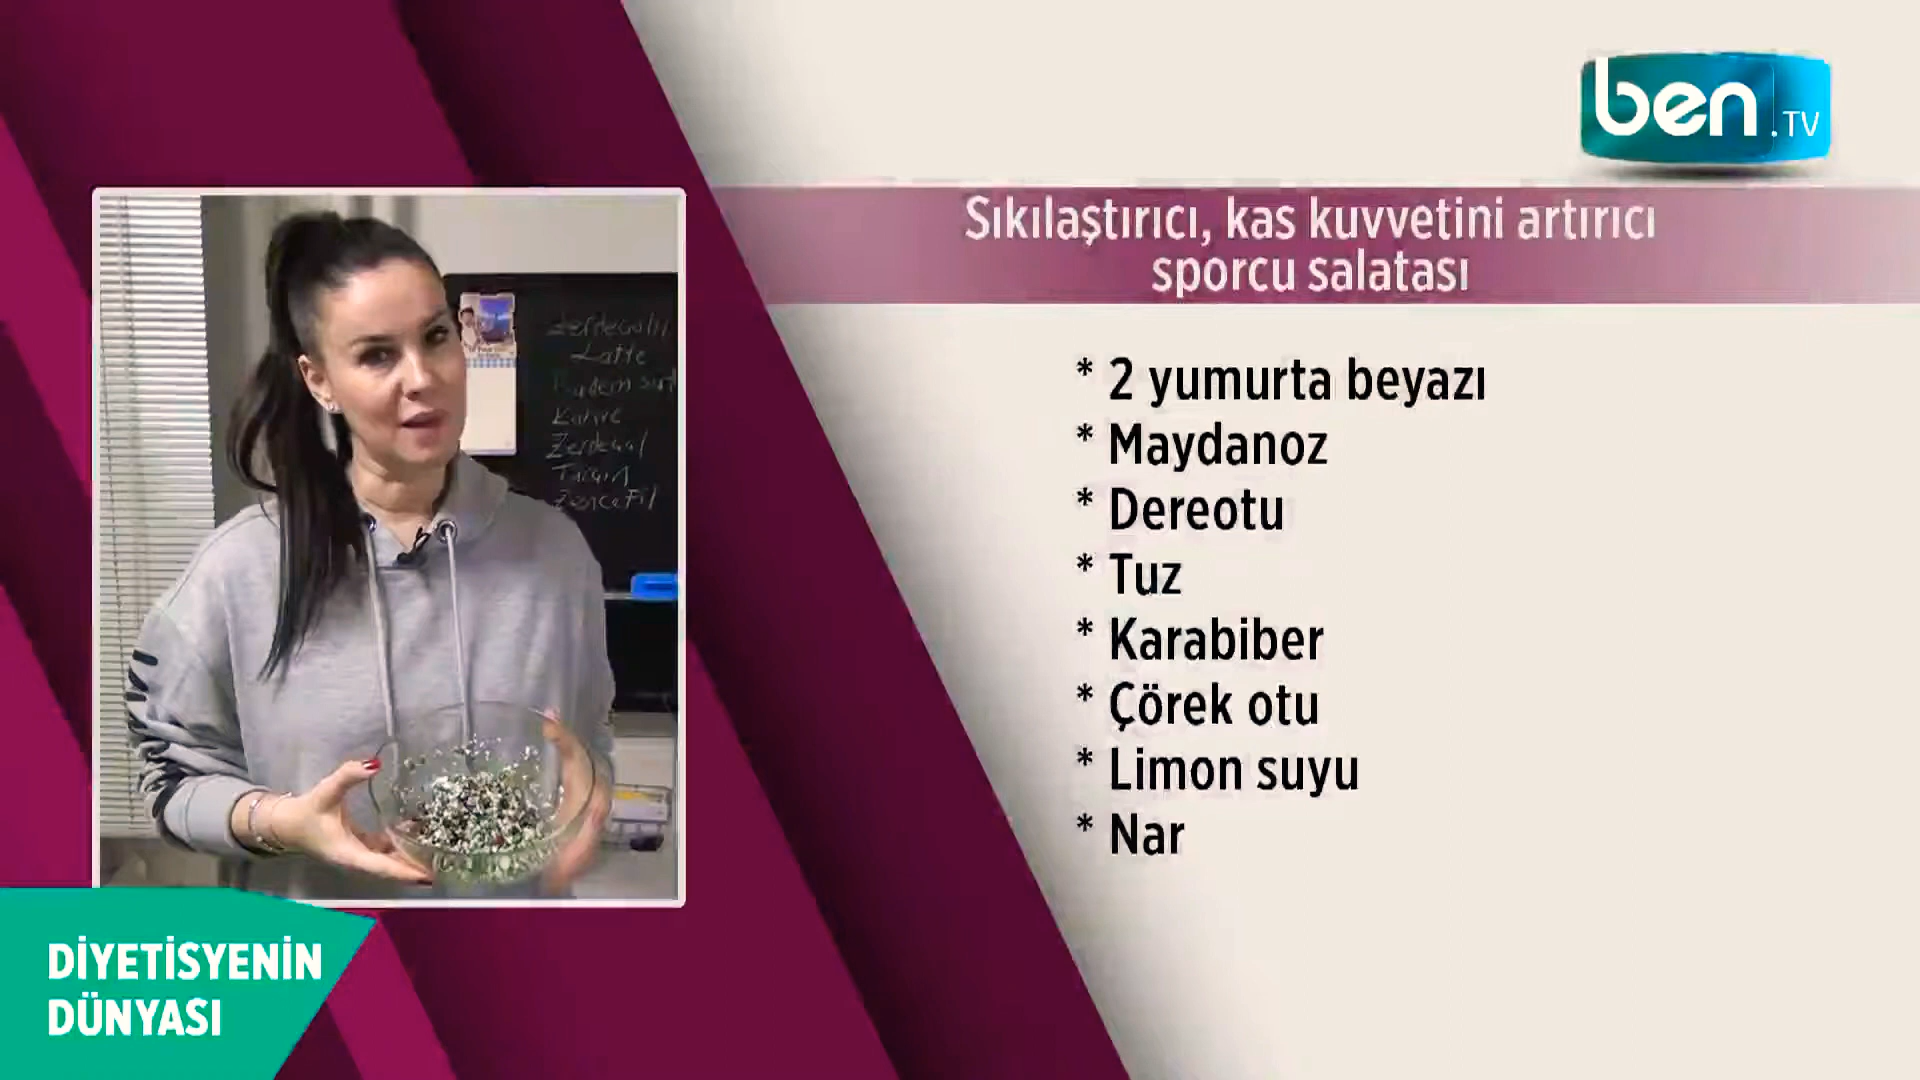 ben.TV
Sıkılaştırıcı, kas kuvvetini artırıcı
sporcu salatası
* 2 yumurta beyazı
* Maydanoz
* Dereotu
* Tuz
* Karabiber
* Çörek otu
* Limon suyu
* Nar
Latte
Zerdeçal
DİYETİSYENİN
DÜNYASI